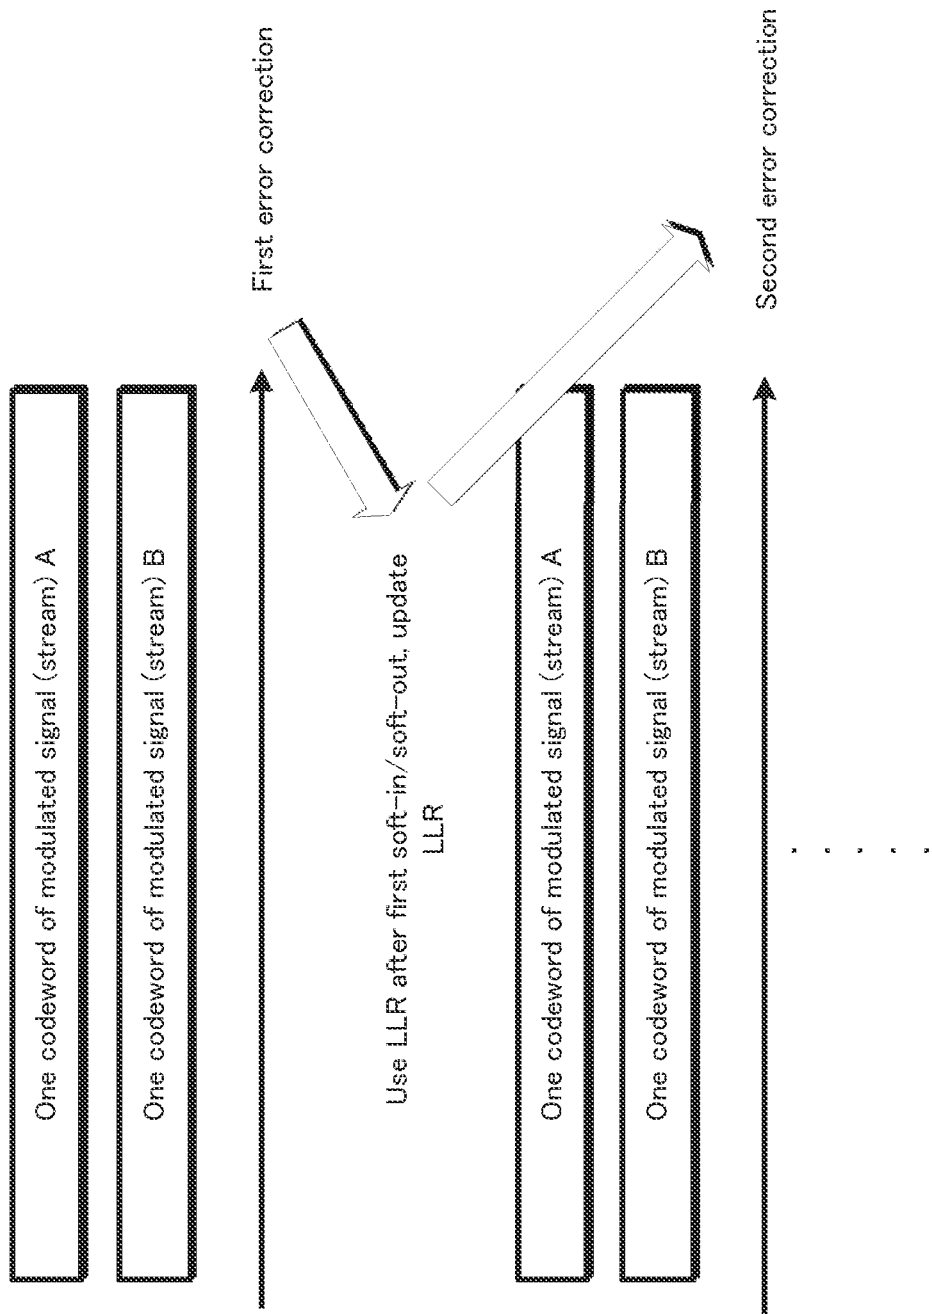 One codeword of modulated signal (stream) A
One codeword of modulated signal (stream) B
First error correction
Use LLR after first soft-in/soft-out, update
LLR
One codeword of modulated signal (stream) A
One codeword of modulated signal (stream) B
Second error correction